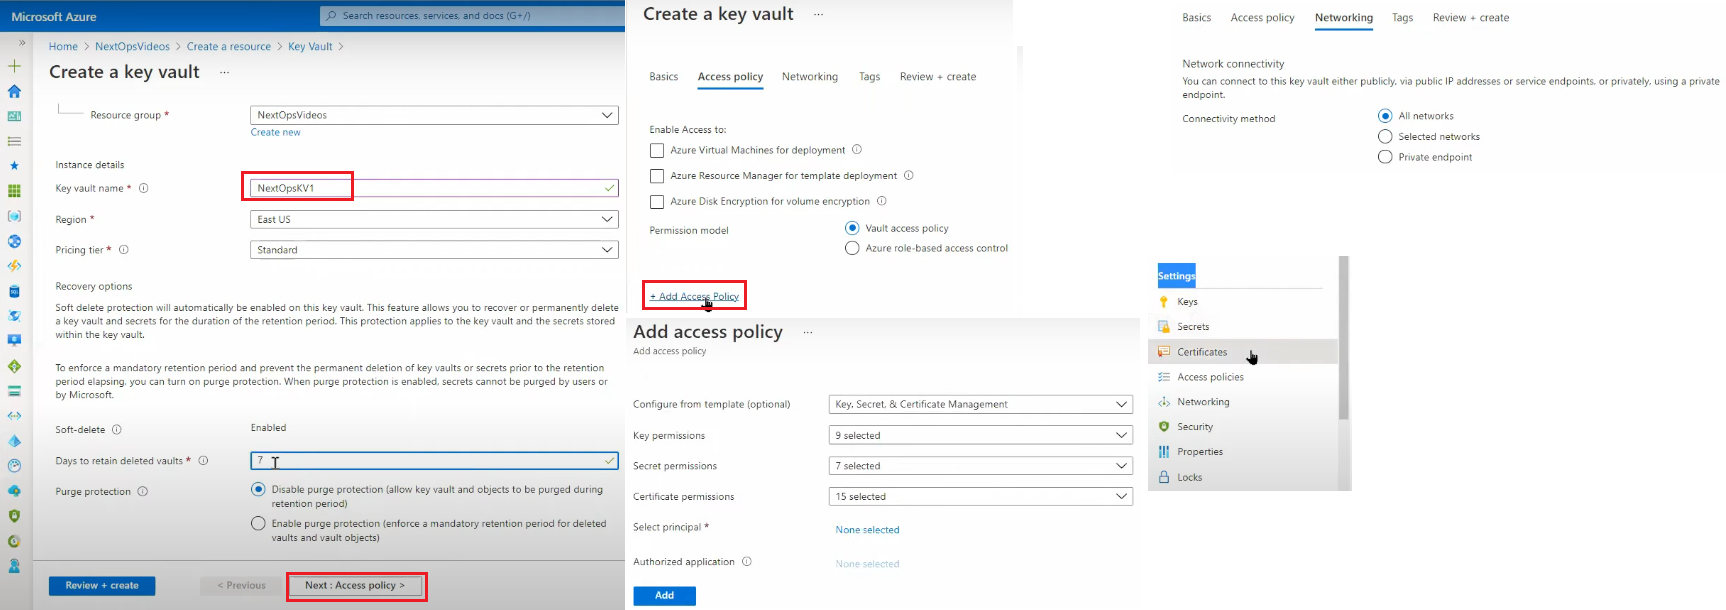 Microsoft Azure
Search resources, services, and docs (G+/)
Home > NextOpsVideos > Create a resource > Key Vault >
Create a key vault ...
Resource group *
NextOpsVideos
Create new
Instance details
Key vault name *
NextOpsKV1
Region *
East US
Pricing tier *
Standard
Recovery options
Soft delete protection will automatically be enabled on this key vault. This feature allows you to recover or permanently delete
a key vault and secrets for the duration of the retention period. This protection applies to the key vault and the secrets stored
within the key vault.
To enforce a mandatory retention period and prevent the permanent deletion of key vaults or secrets prior to the retention
period elapsing, you can turn on purge protection. When purge protection is enabled, secrets cannot be purged by users or
by Microsoft.
Soft-delete
Enabled
Days to retain deleted vaults *
7
Purge protection
Disable purge protection (allow key vault and objects to be purged during
retention period)
Enable purge protection (enforce a mandatory retention period for deleted
vaults and vault objects)
Review + create
< Previous
Next : Access policy >
Create a key vault ...
Basics Access policy Networking Tags Review + create
Enable Access to:
Azure Virtual Machines for deployment
Azure Resource Manager for template deployment
Azure Disk Encryption for volume encryption
Permission model
Vault access policy
Azure role-based access control
+ Add Access Policy
Add access policy ...
Add access policy
Configure from template (optional)
Key, Secret, & Certificate Management
Key permissions
9 selected
Secret permissions
7 selected
Certificate permissions
15 selected
Select principal *
None selected
Authorized application
None selected
Add
Basics Access policy Networking Tags Review + create
Network connectivity
You can connect to this key vault either publicly, via public IP addresses or service endpoints, or privately, using a private
endpoint.
Connectivity method
All networks
Selected networks
Private endpoint
Settings
Keys
Secrets
Certificates
Access policies
Networking
Security
Properties
Locks